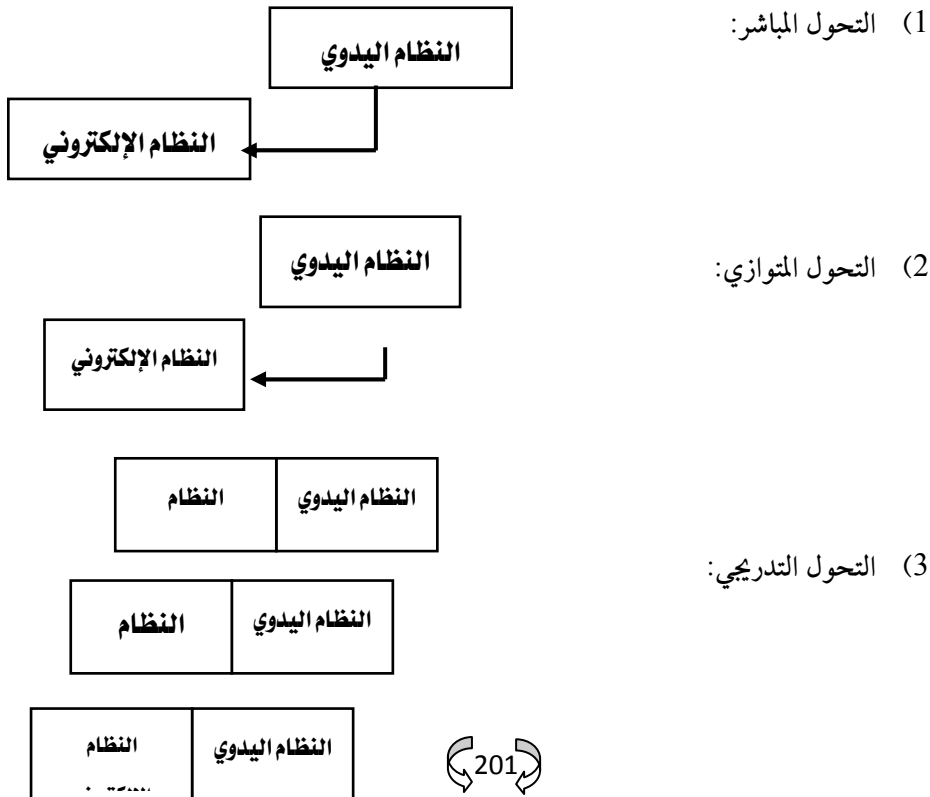 1) التحول المباشر:
النظام اليدوي
النظام الإلكتروني
2) التحول المتوازي:
النظام اليدوي
النظام الإلكتروني
3) التحول التدريجي:
النظام اليدوي النظام
النظام اليدوي النظام
النظام اليدوي النظام
201